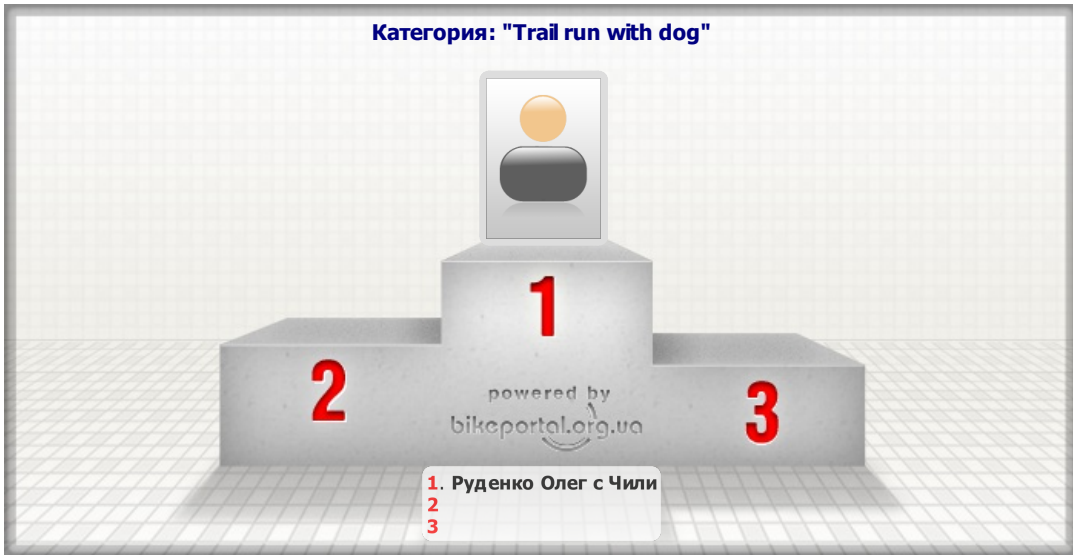 Категория: "Trail run with dog"
1
2
3
powered by
bikeportal.org.ua
1. Руденко Олег с Чили
2
3